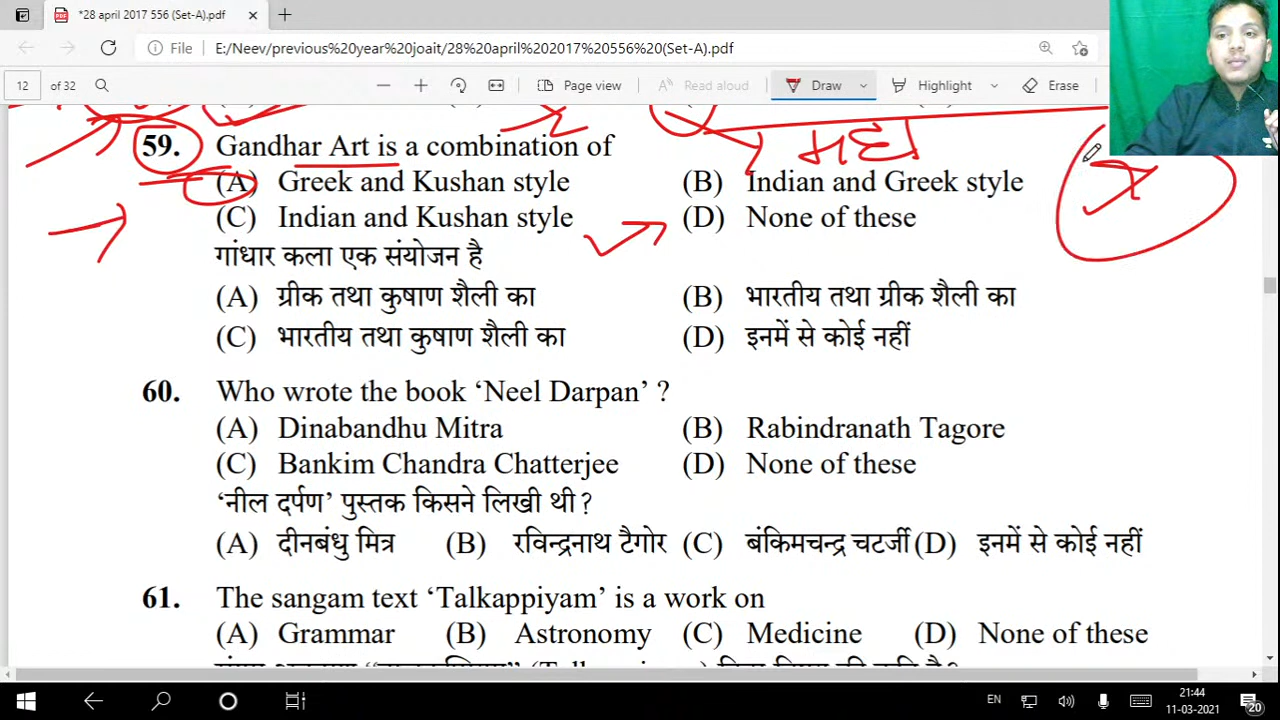 *28 april 2017 556 (Set-A).pdf
File E:/Neev/previous%20year%20joait/28%20april%202017%20556%20(Set-A).pdf
12 of 32 Page view Read aloud Draw Highlight Erase
59. Gandhar Art is a combination of
(A) Greek and Kushan style (B) Indian and Greek style
(C) Indian and Kushan style (D) None of these
गांधार कला एक संयोजन है
(A) ग्रीक तथा कुषाण शैली का (B) भारतीय तथा ग्रीक शैली का
(C) भारतीय तथा कुषाण शैली का (D) इनमें से कोई नहीं
60. Who wrote the book ‘Neel Darpan’ ?
(A) Dinabandhu Mitra (B) Rabindranath Tagore
(C) Bankim Chandra Chatterjee (D) None of these
‘नील दर्पण’ पुस्तक किसने लिखी थी?
(A) दीनबंधु मित्र (B) रविन्द्रनाथ टैगोर (C) बंकिमचन्द्र चटर्जी (D) इनमें से कोई नहीं
61. The sangam text ‘Talkappiyam’ is a work on
(A) Grammar (B) Astronomy (C) Medicine (D) None of these
EN 21:44
11-03-2021 20